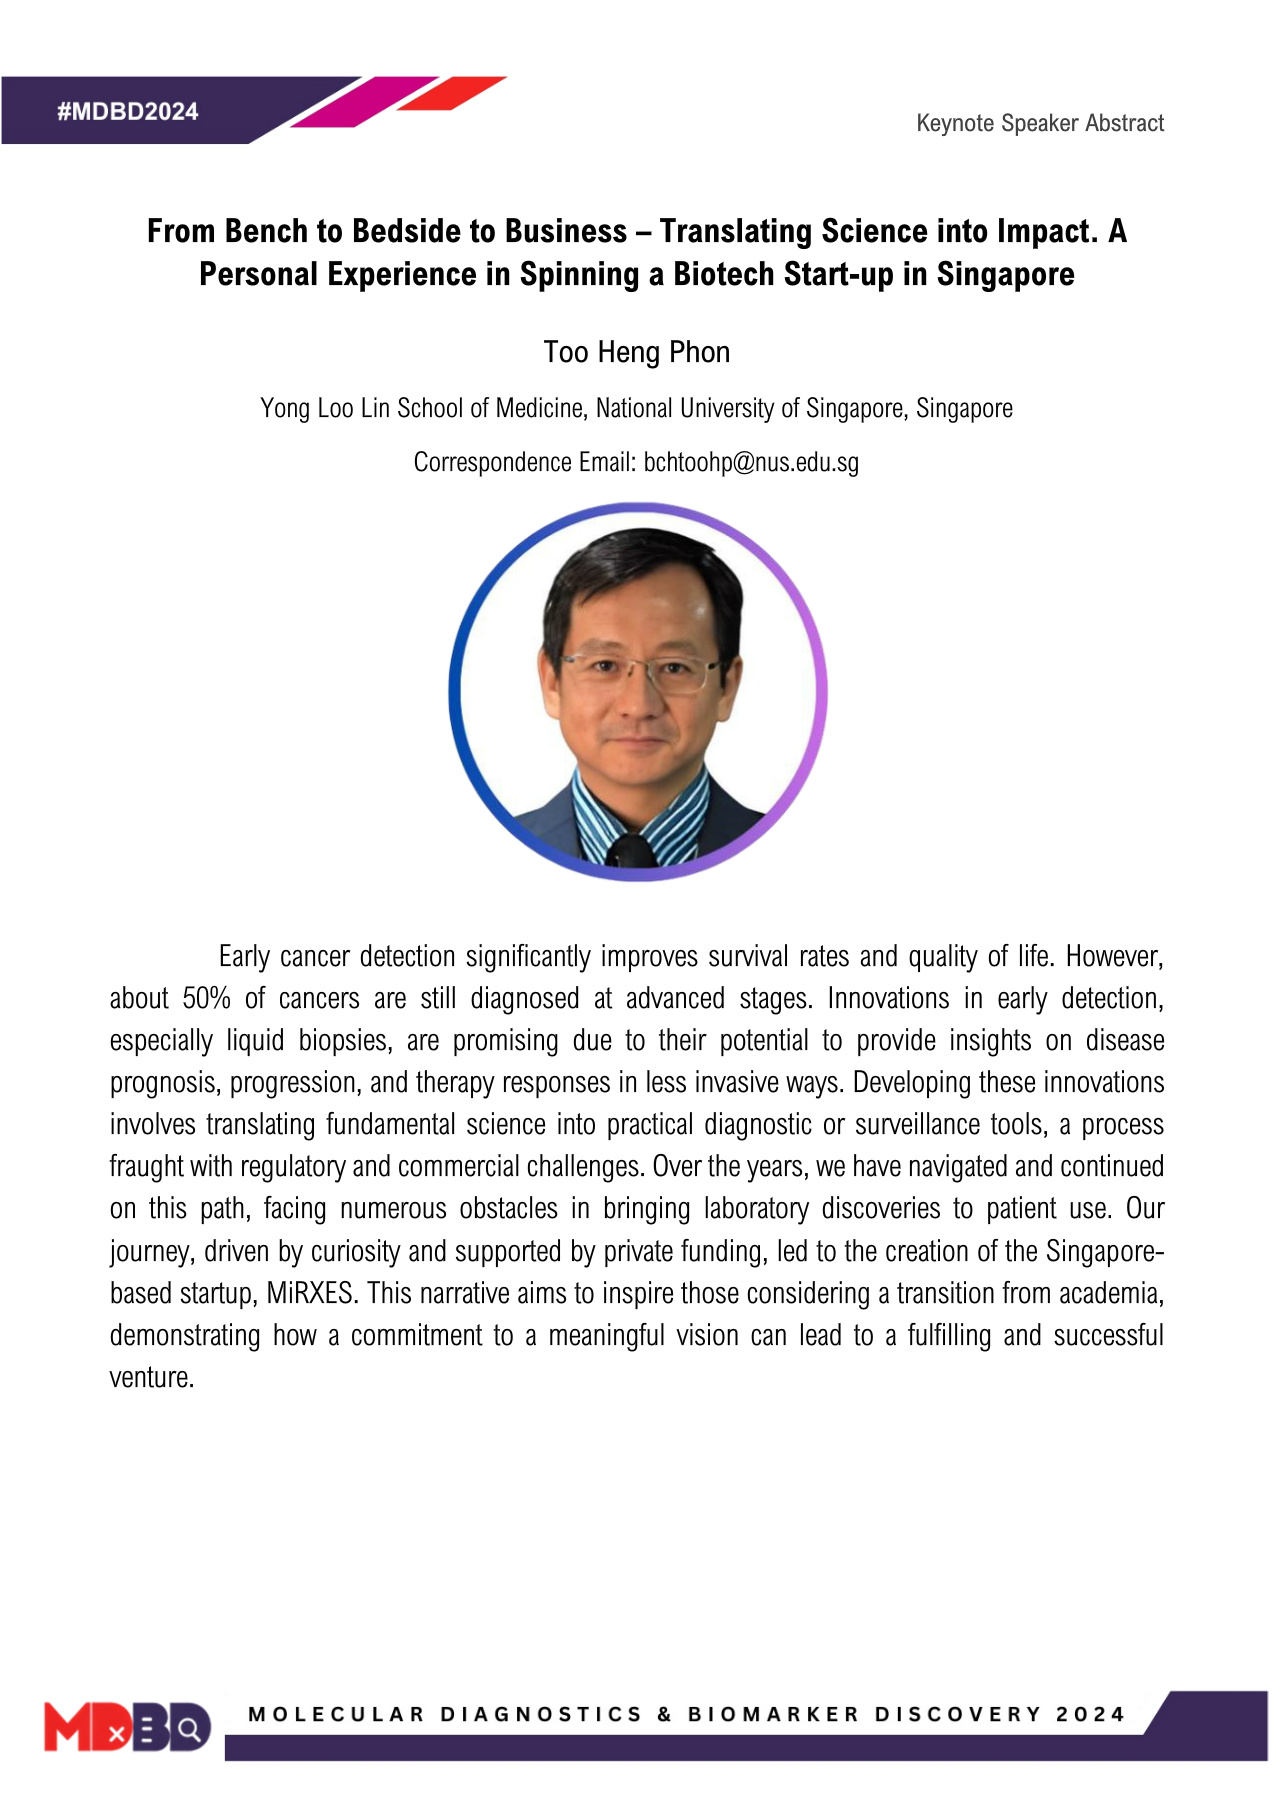 #MDBD2024
Keynote Speaker Abstract
From Bench to Bedside to Business – Translating Science into Impact. A
Personal Experience in Spinning a Biotech Start-up in Singapore
Too Heng Phon
Yong Loo Lin School of Medicine, National University of Singapore, Singapore
Correspondence Email: bchtoohp@nus.edu.sg
Early cancer detection significantly improves survival rates and quality of life. However,
about 50% of cancers are still diagnosed at advanced stages. Innovations in early detection,
especially liquid biopsies, are promising due to their potential to provide insights on disease
prognosis, progression, and therapy responses in less invasive ways. Developing these innovations
involves translating fundamental science into practical diagnostic or surveillance tools, a process
fraught with regulatory and commercial challenges. Over the years, we have navigated and continued
on this path, facing numerous obstacles in bringing laboratory discoveries to patient use. Our
journey, driven by curiosity and supported by private funding, led to the creation of the Singapore-
based startup, MiRXES. This narrative aims to inspire those considering a transition from academia,
demonstrating how a commitment to a meaningful vision can lead to a fulfilling and successful
venture.
MDBD
MOLECULAR DIAGNOSTICS & BIOMARKER DISCOVERY 2024